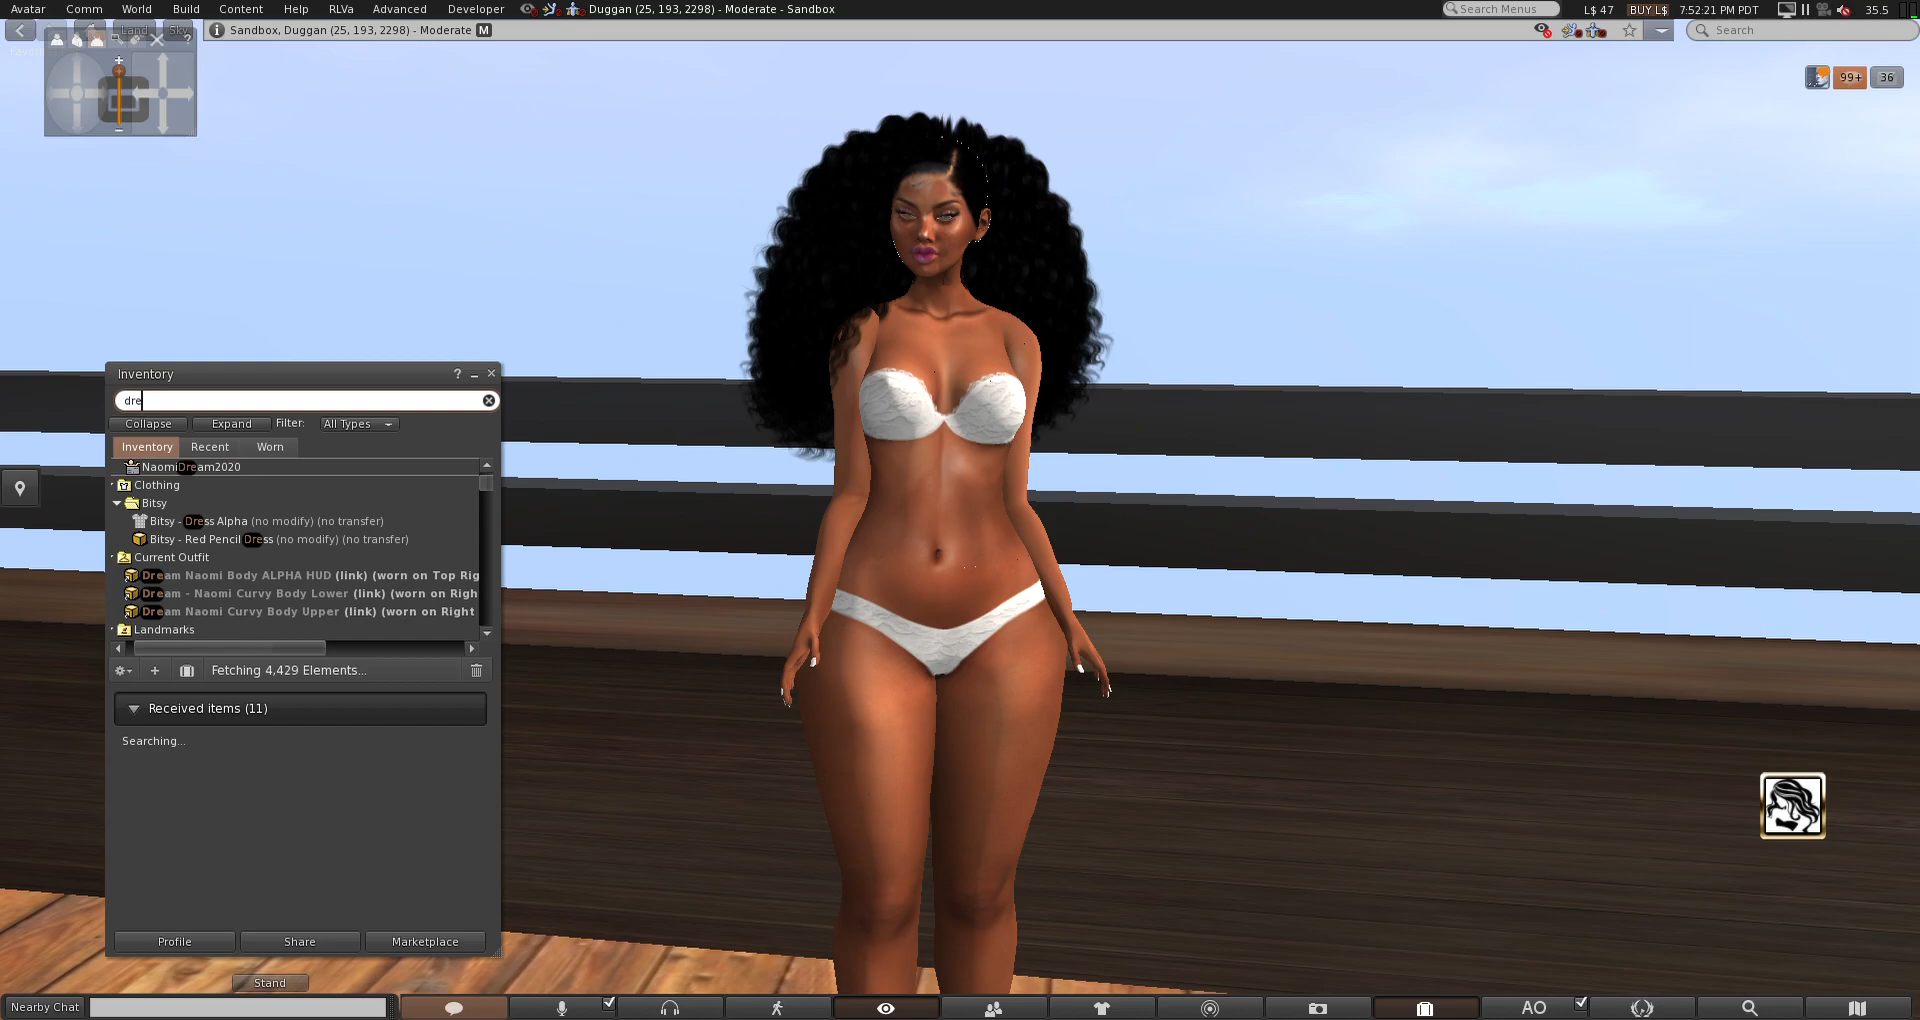 Avatar Comm World Build Content Help RLVa Advanced Developer Duggan (25, 193, 2298) - Moderate - Sandbox Search Menus L$ 47 BUY L$ 7:52:21 PM PDT 35.5
Land Sky Sandbox, Duggan (25, 193, 2298) - Moderate M Search
?
99+ 36
Inventory ?
dre
Collapse Expand Filter: All Types
Inventory Recent Worn
NaomiDream2020
Clothing
Bitsy
Bitsy - Dress Alpha (no modify) (no transfer)
Bitsy - Red Pencil Dress (no modify) (no transfer)
Current Outfit
Dream Naomi Body ALPHA HUD (link) (worn on Top Rig
Dream - Naomi Curvy Body Lower (link) (worn on Righ
Dream Naomi Curvy Body Upper (link) (worn on Right
Landmarks
Fetching 4,429 Elements...
Received items (11)
Searching...
Profile Share Marketplace
Stand
Nearby Chat AO